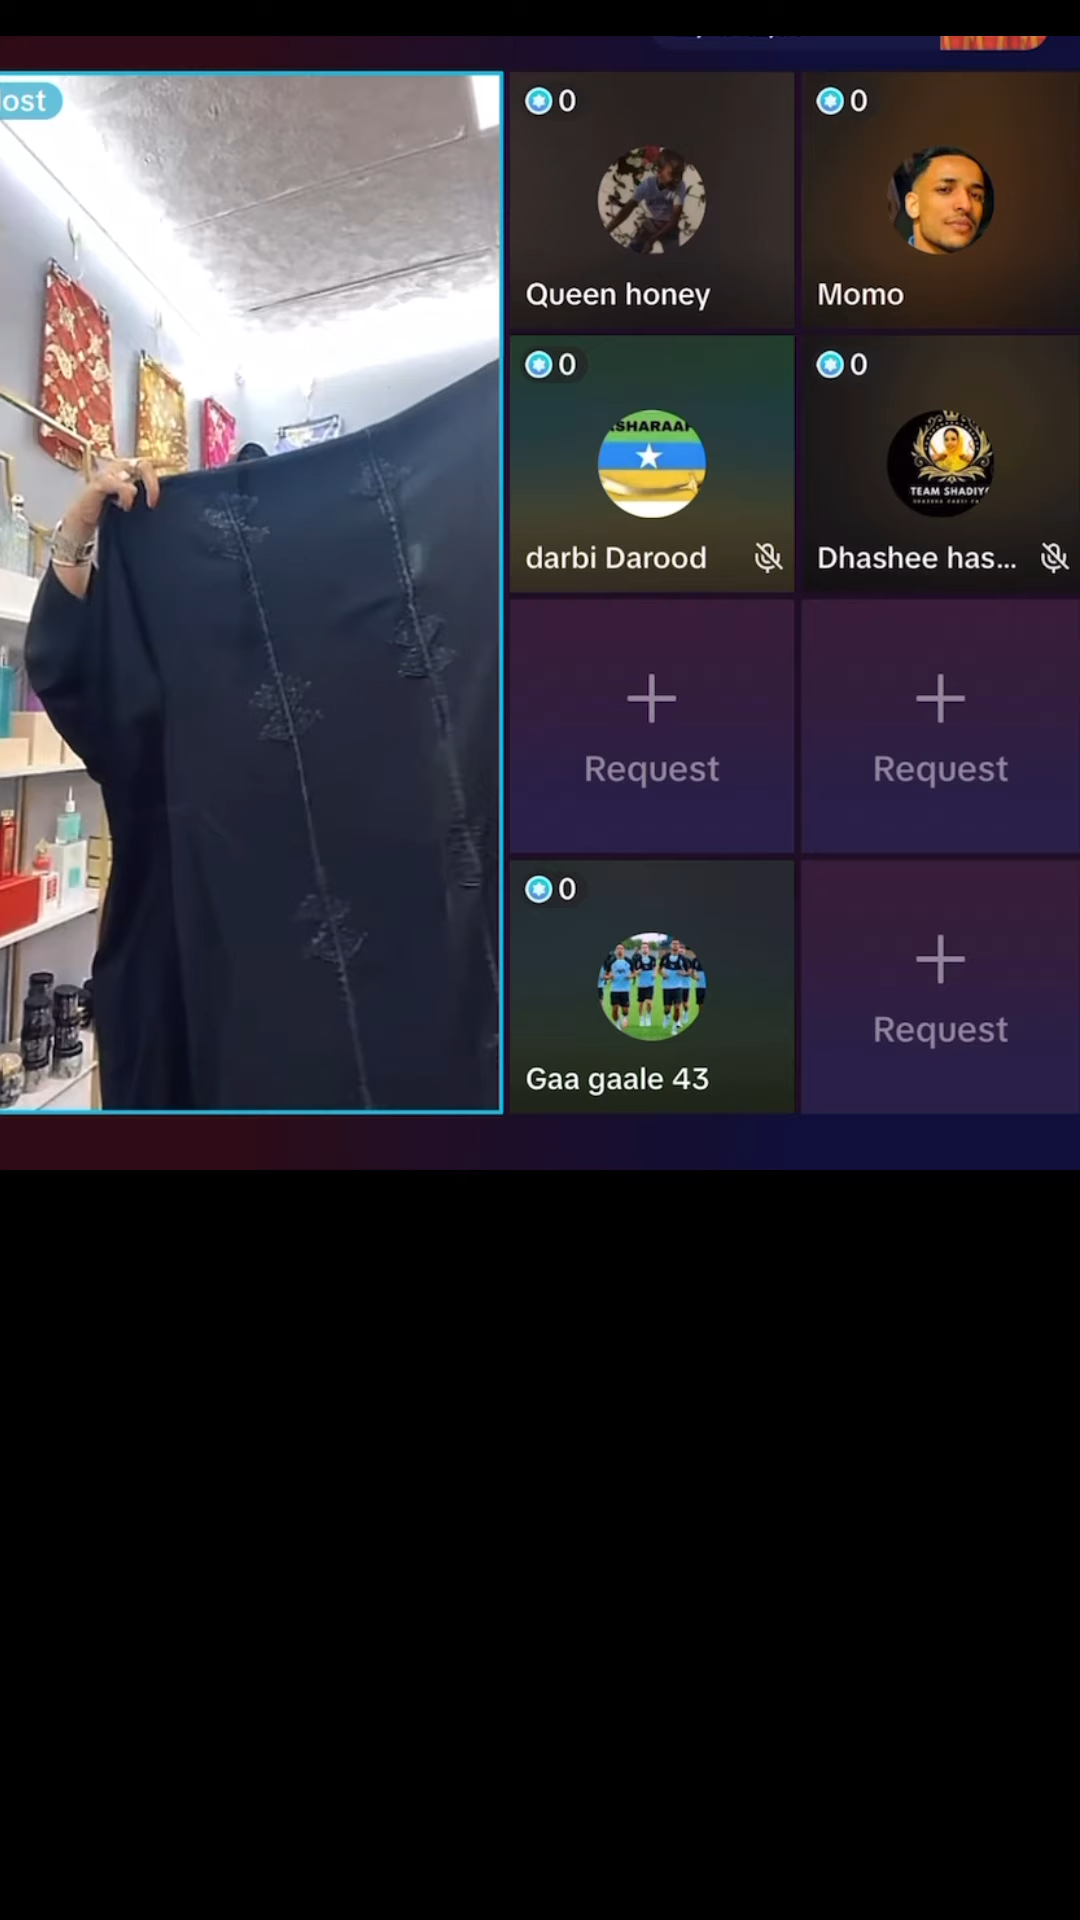 ost
0
Queen honey
0
Momo
0
SHARAA
darbi Darood
0
TEAM SHADIY
Dhashee has...
+
Request
+
Request
0
Gaa gaale 43
+
Request